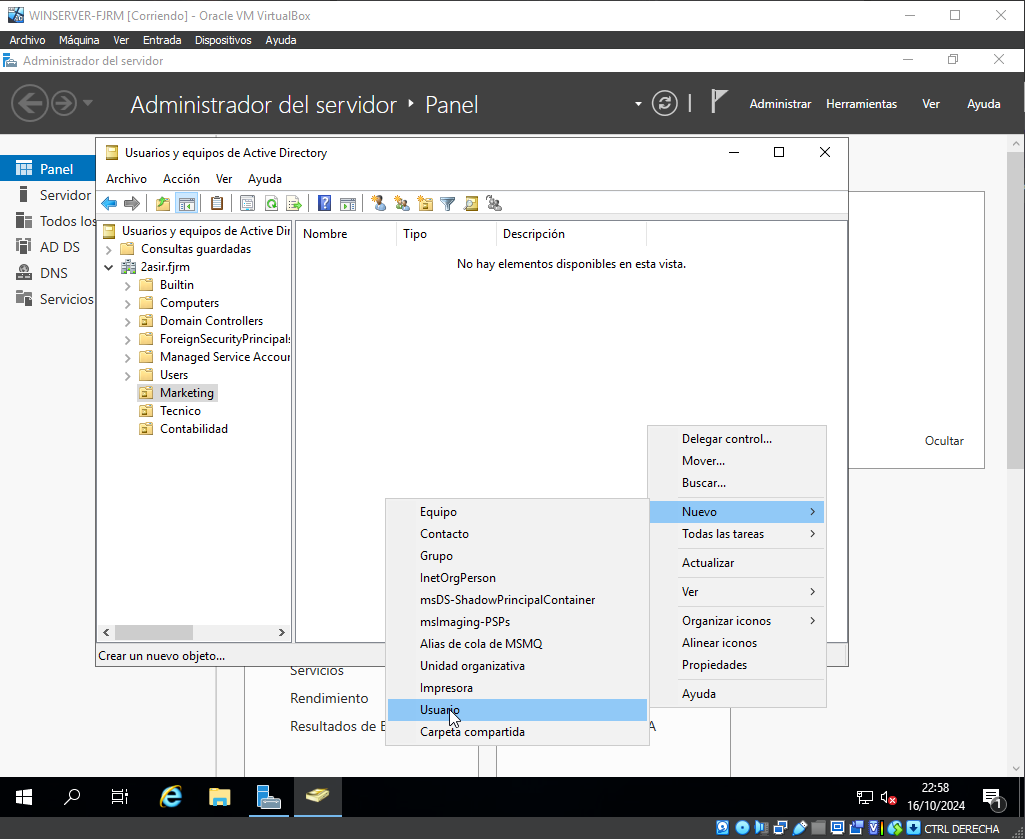 WINSERVER-FJRM [Corriendo] - Oracle VM VirtualBox
Archivo Máquina Ver Entrada Dispositivos Ayuda
Administrador del servidor
Administrador del servidor Panel
Administrar Herramientas Ver Ayuda
Panel
Servidor
Todos los
AD DS
DNS
Servicios
Usuarios y equipos de Active Directory
Archivo Acción Ver Ayuda
Usuarios y equipos de Active Dir
Consultas guardadas
2asir.fjrm
Builtin
Computers
Domain Controllers
ForeignSecurityPrincipals
Managed Service Accoun
Users
Marketing
Tecnico
Contabilidad
Nombre Tipo Descripción
No hay elementos disponibles en esta vista.
Crear un nuevo objeto...
Ocultar
Delegar control...
Mover...
Buscar...
Nuevo
Todas las tareas
Actualizar
Ver
Organizar iconos
Alinear iconos
Propiedades
Ayuda
Equipo
Contacto
Grupo
InetOrgPerson
msDS-ShadowPrincipalContainer
msImaging-PSPs
Alias de cola de MSMQ
Unidad organizativa
Impresora
Usuario
Carpeta compartida
Servicios
Rendimiento
Resultados de B
A
22:58
16/10/2024
1
CTRL DERECHA